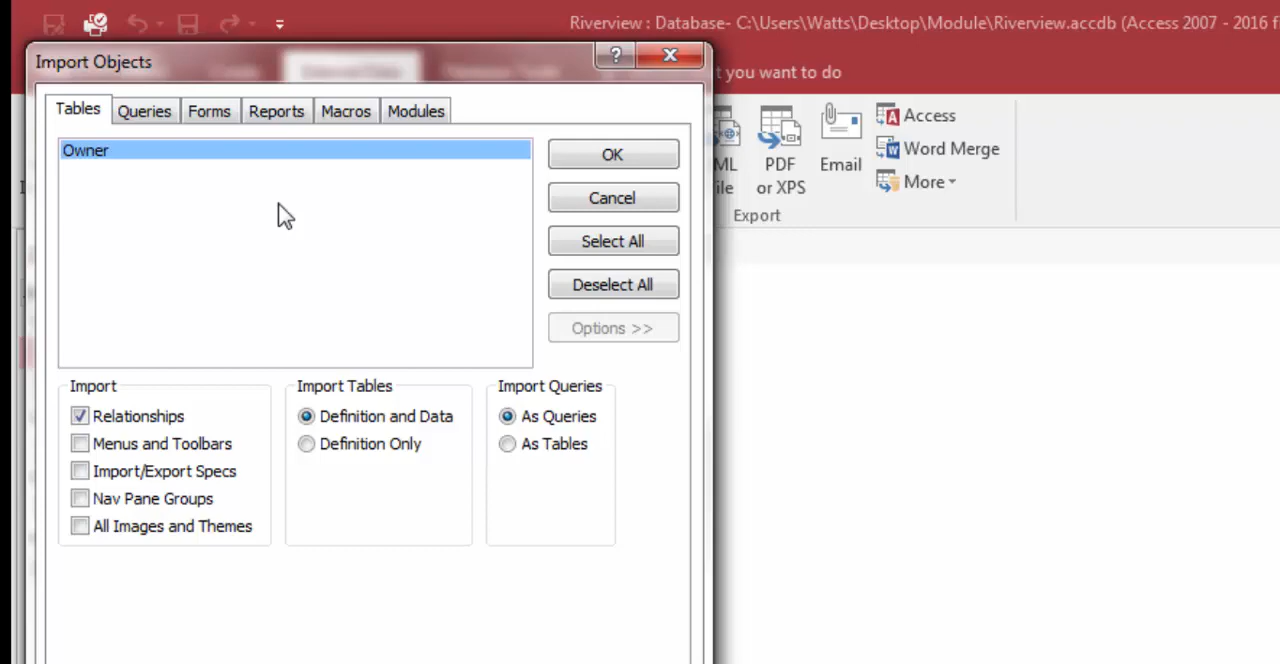 Riverview : Database- C:\Users\Watts\Desktop\Module\Riverview.accdb (Access 2007 - 2016 f
Import Objects
?
t you want to do
Tables Queries Forms Reports Macros Modules
Owner
OK
Cancel
Select All
Deselect All
Options >>
Import
Relationships
Menus and Toolbars
Import/Export Specs
Nav Pane Groups
All Images and Themes
Import Tables
Definition and Data
Definition Only
Import Queries
As Queries
As Tables
ML
ile
PDF
or XPS
Email
Access
Word Merge
More
Export